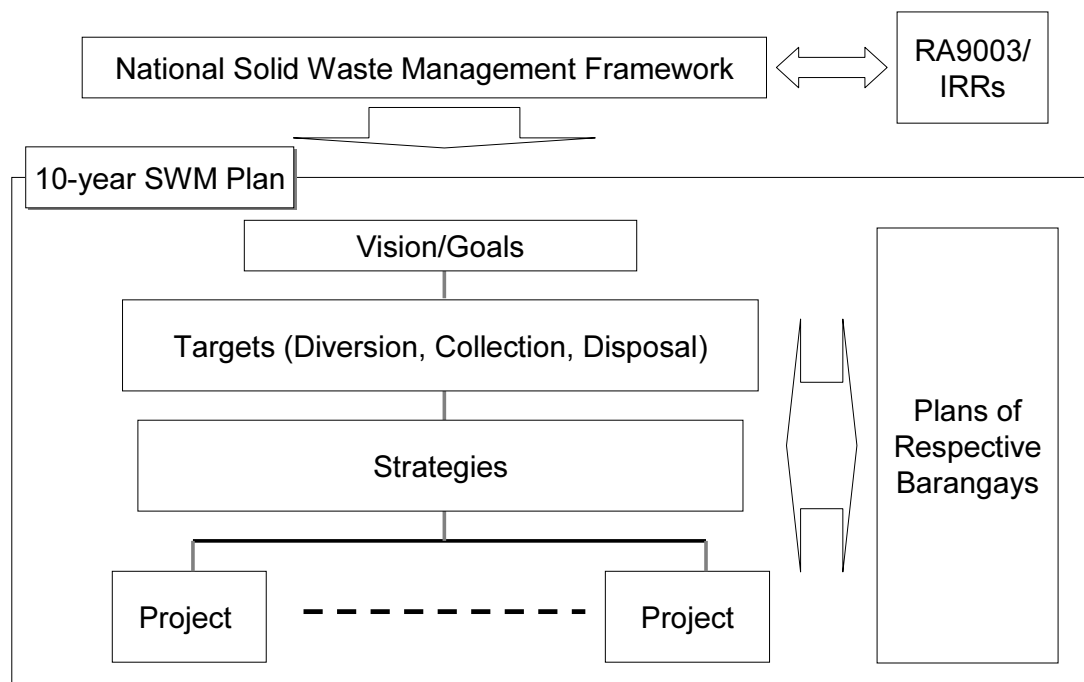 National Solid Waste Management Framework
RA9003/
IRRs
10-year SWM Plan
Vision/Goals
Targets (Diversion, Collection, Disposal)
Strategies
Project
Project
Plans of
Respective
Barangays